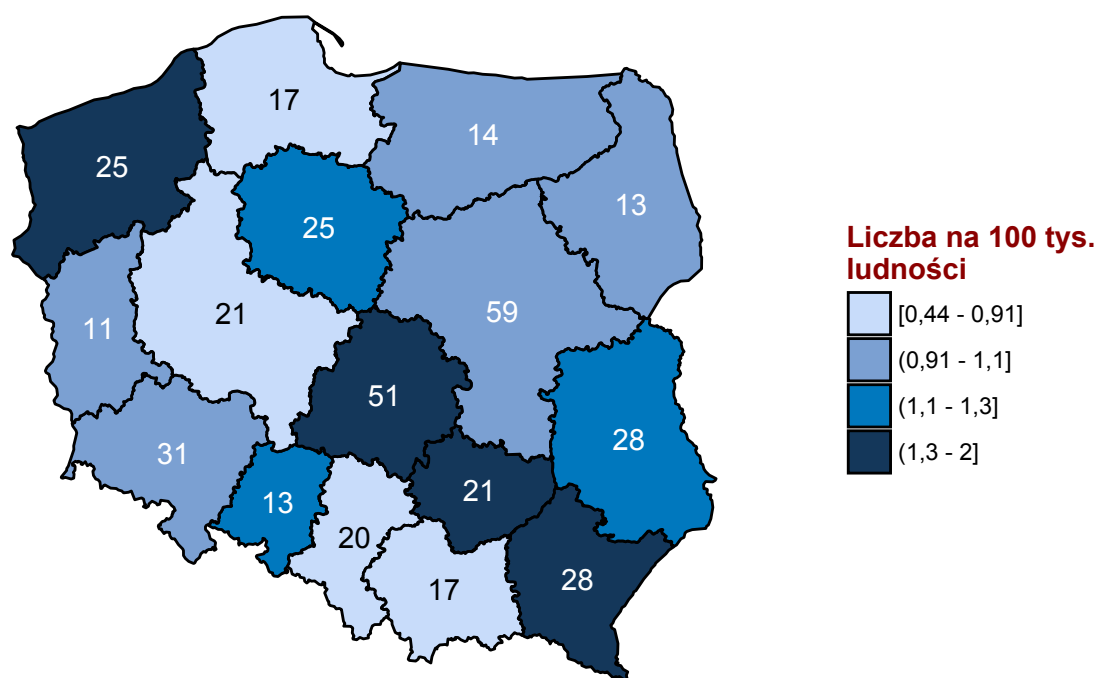 17
14
25
13
25
59
21
11
51
28
31
21
13
20
28
17
Liczba na 100 tys.
ludności
[0,44 - 0,91]
(0,91 - 1,1]
(1,1 - 1,3]
(1,3 - 2]